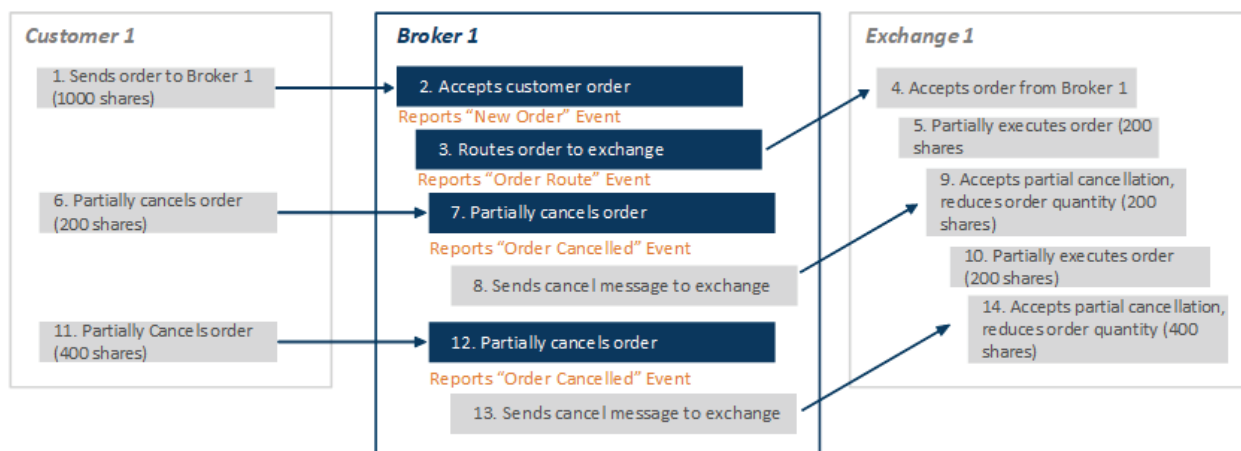 Customer 1
1. Sends order to Broker 1
(1000 shares)
6. Partially cancels order
(200 shares)
11. Partially Cancels order
(400 shares)
Broker 1
2. Accepts customer order
Reports “New Order” Event
3. Routes order to exchange
Reports “Order Route” Event
7. Partially cancels order
Reports “Order Cancelled” Event
8. Sends cancel message to exchange
12. Partially cancels order
Reports “Order Cancelled” Event
13. Sends cancel message to exchange
Exchange 1
4. Accepts order from Broker 1
5. Partially executes order (200
shares
9. Accepts partial cancellation,
reduces order quantity (200
shares)
10. Partially executes order
(200 shares)
14. Accepts partial cancellation,
reduces order quantity (400
shares)